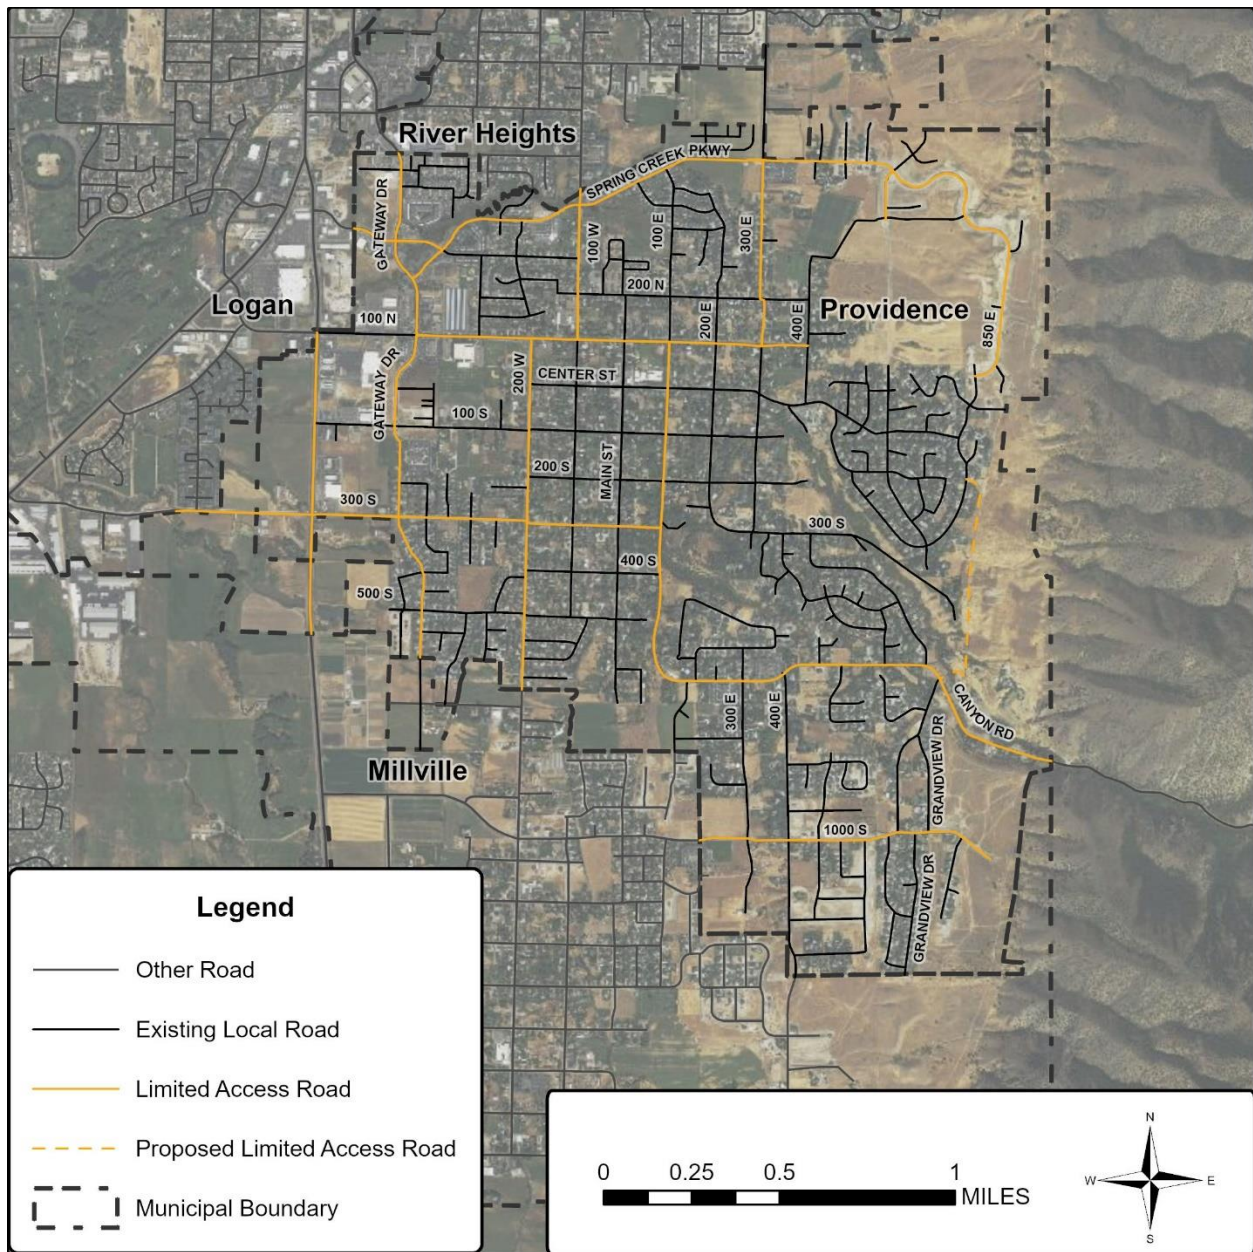 River Heights
SPRING CREEK PKWY
GATEWAY DR
100 W
100 E
300 E
200 N
Logan
100 N
200 E
400 E
Providence
850 E
GATEWAY DR
200 W
CENTER ST
100 S
MAIN ST
200 S
300 S
300 S
400 S
500 S
300 E
400 E
CANYON RD
GRANDVIEW DR
Millville
1000 S
GRANDVIEW DR
Legend
Other Road
Existing Local Road
Limited Access Road
Proposed Limited Access Road
Municipal Boundary
0 0.25 0.5 1
MILES
N
W E
S